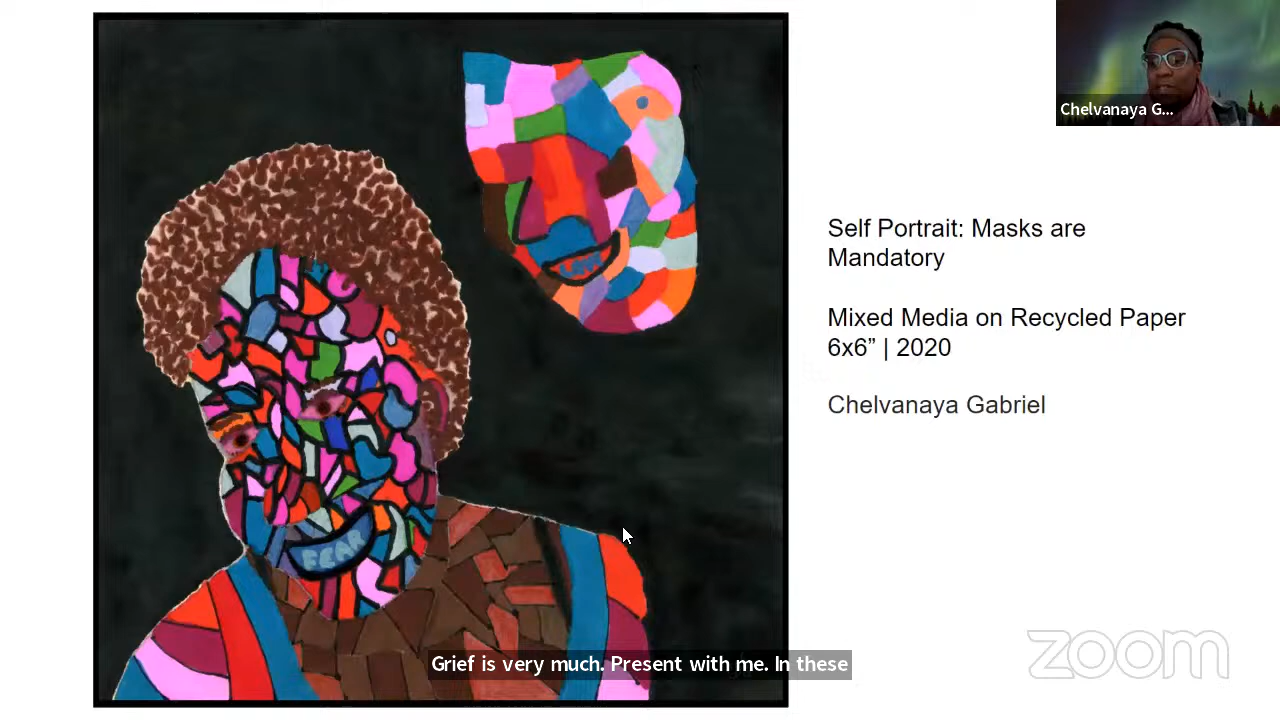 Chelvanaya G...
Self Portrait: Masks are
Mandatory
Mixed Media on Recycled Paper
6x6” | 2020
Chelvanaya Gabriel
LOVE
FEAR
Grief is very much. Present with me. In these
zoom